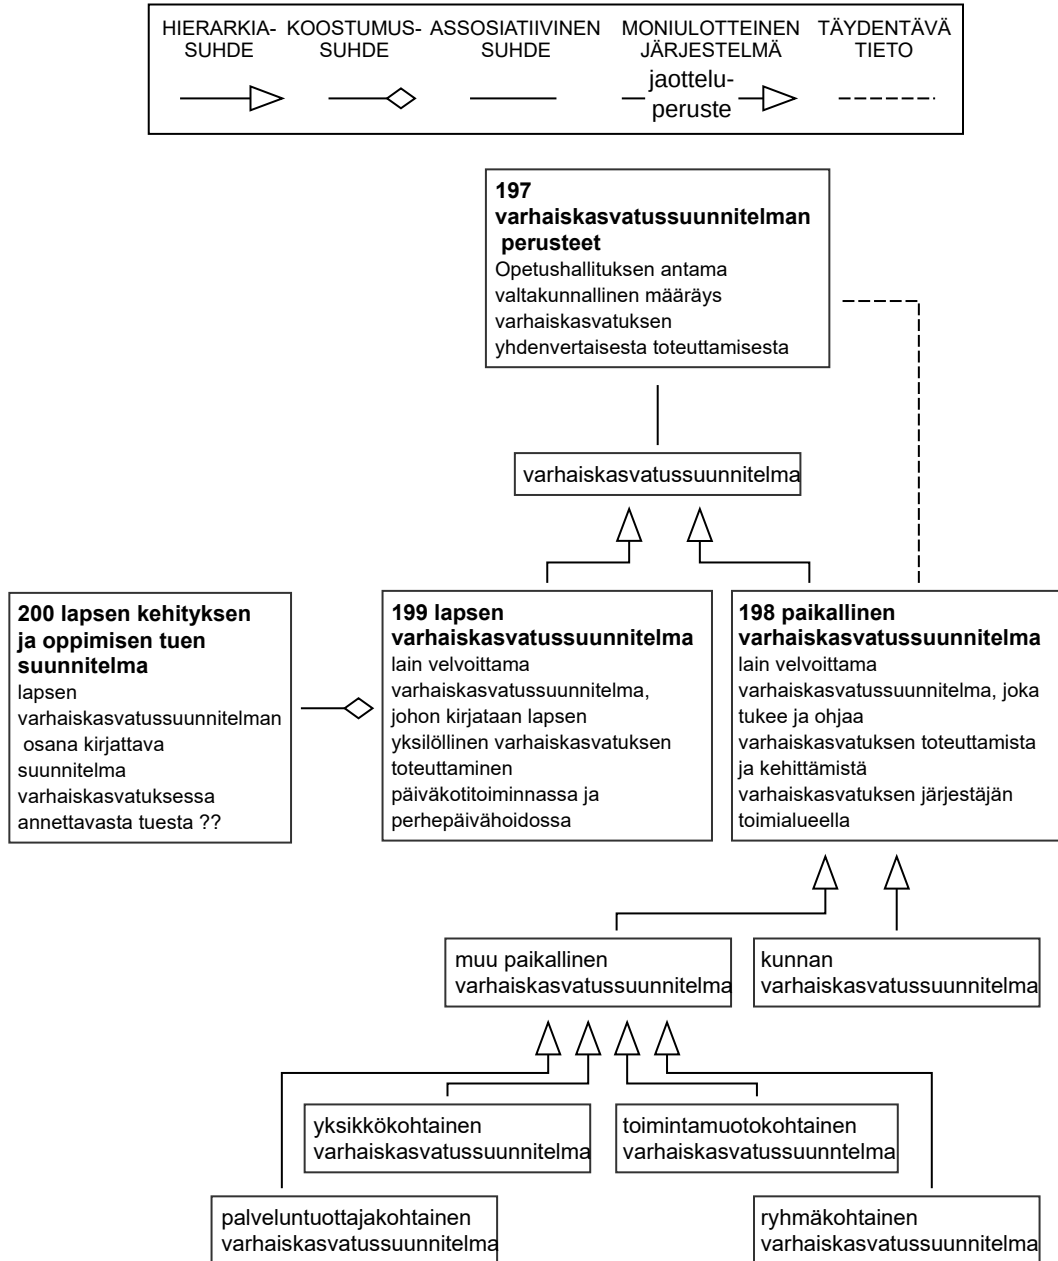 HIERARKIA-
SUHDE
KOOSTUMUS-
SUHDE
ASSOSIATIIVINEN
SUHDE
MONIULOTTEINEN
JÄRJESTELMÄ
TÄYDENTÄVÄ
TIETO
jaottelu-
peruste
197
varhaiskasvatussuunnitelman
perusteet
Opetushallituksen antama
valtakunnallinen määräys
varhaiskasvatuksen
yhdenvertaisesta toteuttamisesta
varhaiskasvatussuunnitelma
200 lapsen kehityksen
ja oppimisen tuen
suunnitelma
lapsen
varhaiskasvatussuunnitelman
osana kirjattava
suunnitelma
varhaiskasvatuksessa
annettavasta tuesta ??
199 lapsen
varhaiskasvatussuunnitelma
lain velvoittama
varhaiskasvatussuunnitelma,
johon kirjataan lapsen
yksilöllinen varhaiskasvatuksen
toteuttaminen
päiväkotitoiminnassa ja
perhepäivähoidossa
198 paikallinen
varhaiskasvatussuunnitelma
lain velvoittama
varhaiskasvatussuunnitelma, joka
tukee ja ohjaa
varhaiskasvatuksen toteuttamista
ja kehittämistä
varhaiskasvatuksen järjestäjän
toimialueella
muu paikallinen
varhaiskasvatussuunnitelma
kunnan
varhaiskasvatussuunnitelma
yksikkökohtainen
varhaiskasvatussuunnitelma
toimintamuotokohtainen
varhaiskasvatussuunntelma
palveluntuottajakohtainen
varhaiskasvatussuunnitelma
ryhmäkohtainen
varhaiskasvatussuunnitelma